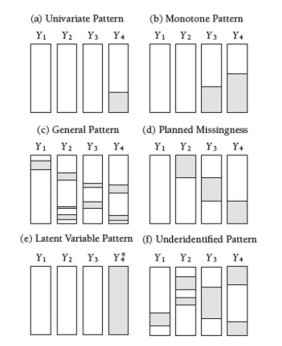 (a) Univariate Pattern (b) Monotone Pattern
Y1 Y2 Y3 Y4 Y1 Y2 Y3 Y4
(c) General Pattern (d) Planned Missingness
Y1 Y2 Y3 Y4 Y1 Y2 Y3 Y4
(e) Latent Variable Pattern (f) Underidentified Pattern
Y1 Y2 Y3 Y4* Y1 Y2 Y3 Y4